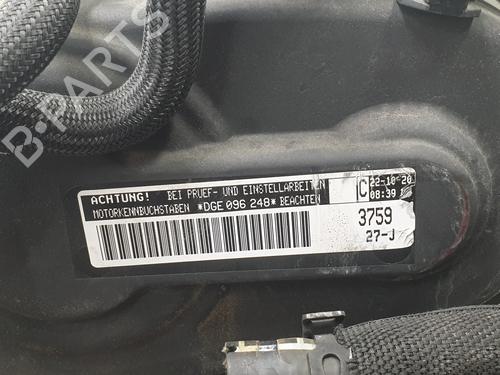 B-PARTS
ACHTUNG! BEI PRUEF- UND EINSTELLARBEITEN
MOTORKENNBUCHSTABEN *DGE 096 248* BEACHTEN
C 22-10-20
08:39
3759
27-J